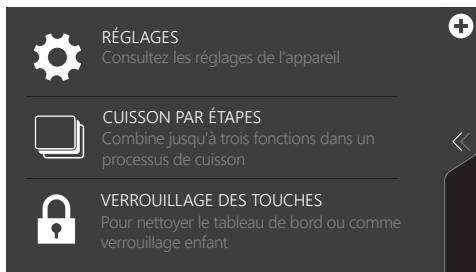 RÉGLAGES
Consultez les réglages de l'appareil
CUISSON PAR ÉTAPES
Combine jusqu'à trois fonctions dans un
processus de cuisson
VERROUILLAGE DES TOUCHES
Pour nettoyer le tableau de bord ou comme
verrouillage enfant